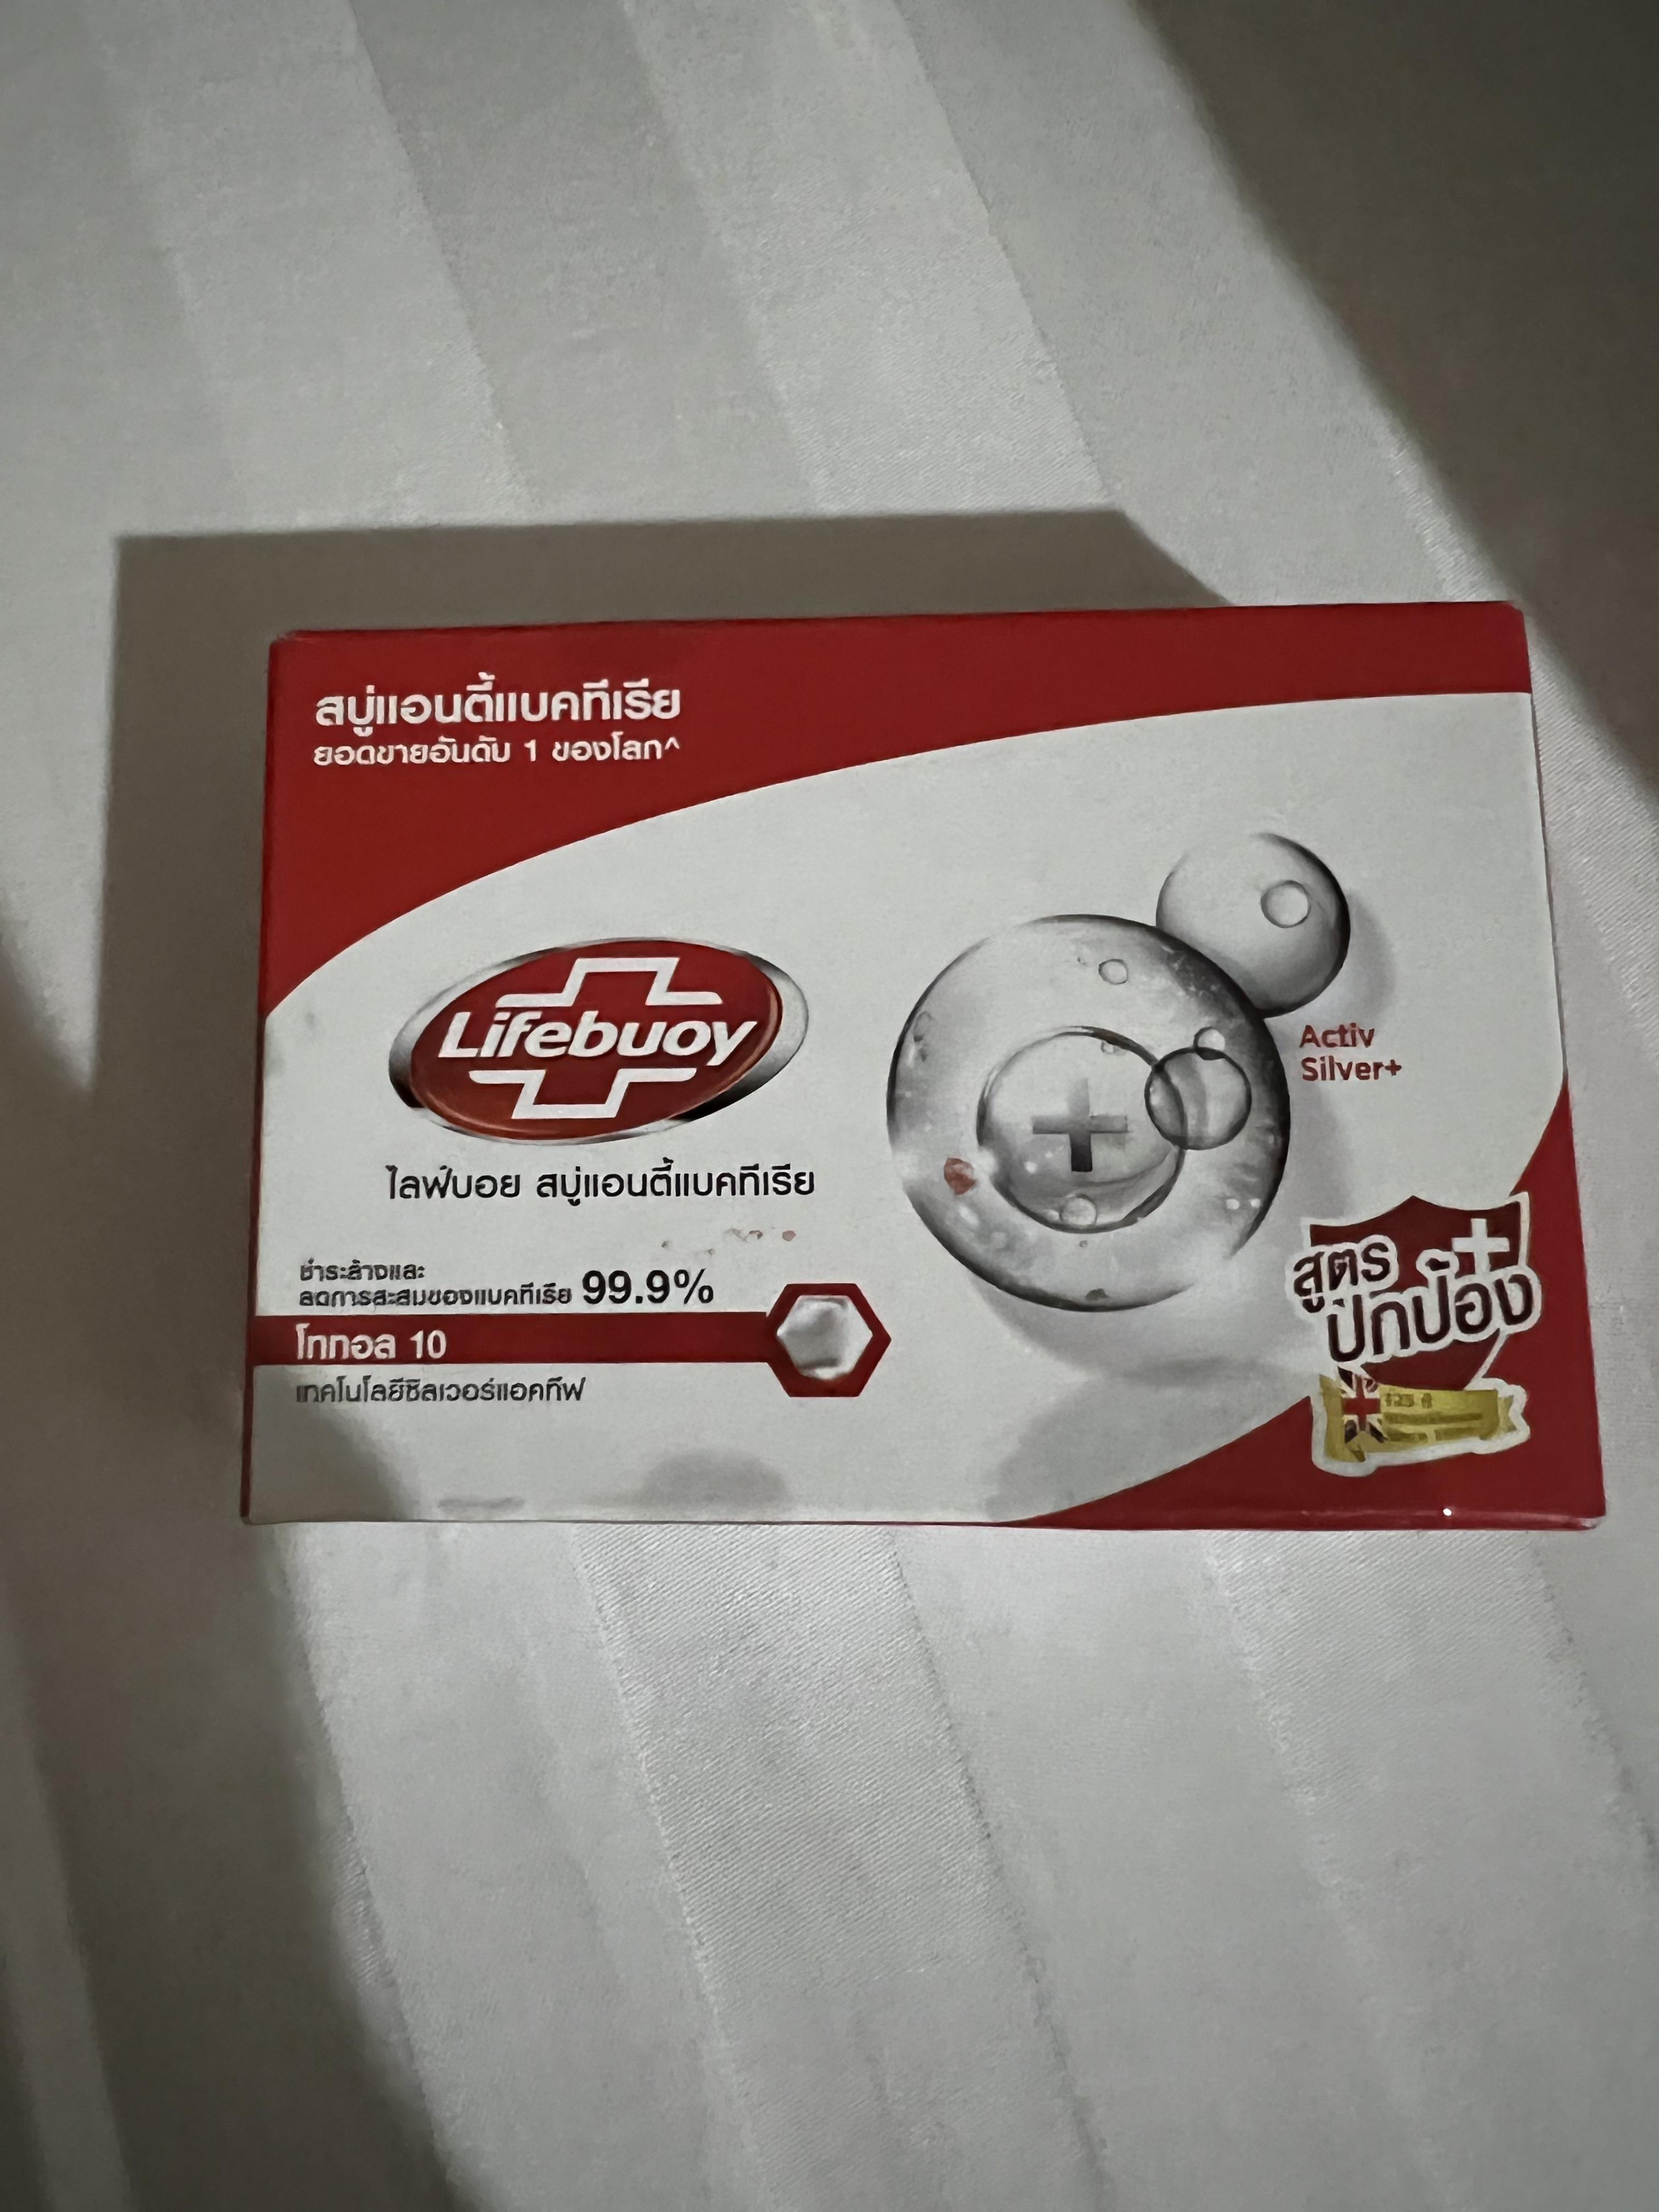 สบู่แอนตี้แบคทีเรีย
ยอดขายอันดับ 1 ของโลก^
Lifebuoy
Activ
Silver+
ไลฟ์บอย สบู่แอนตี้แบคทีเรีย
ชำระล้างและ
ลดการสะสมของแบคทีเรีย 99.9%
โททอล 10
เทคโนโลยีซิลเวอร์แอคทีฟ
สูตร
ปกป้อง